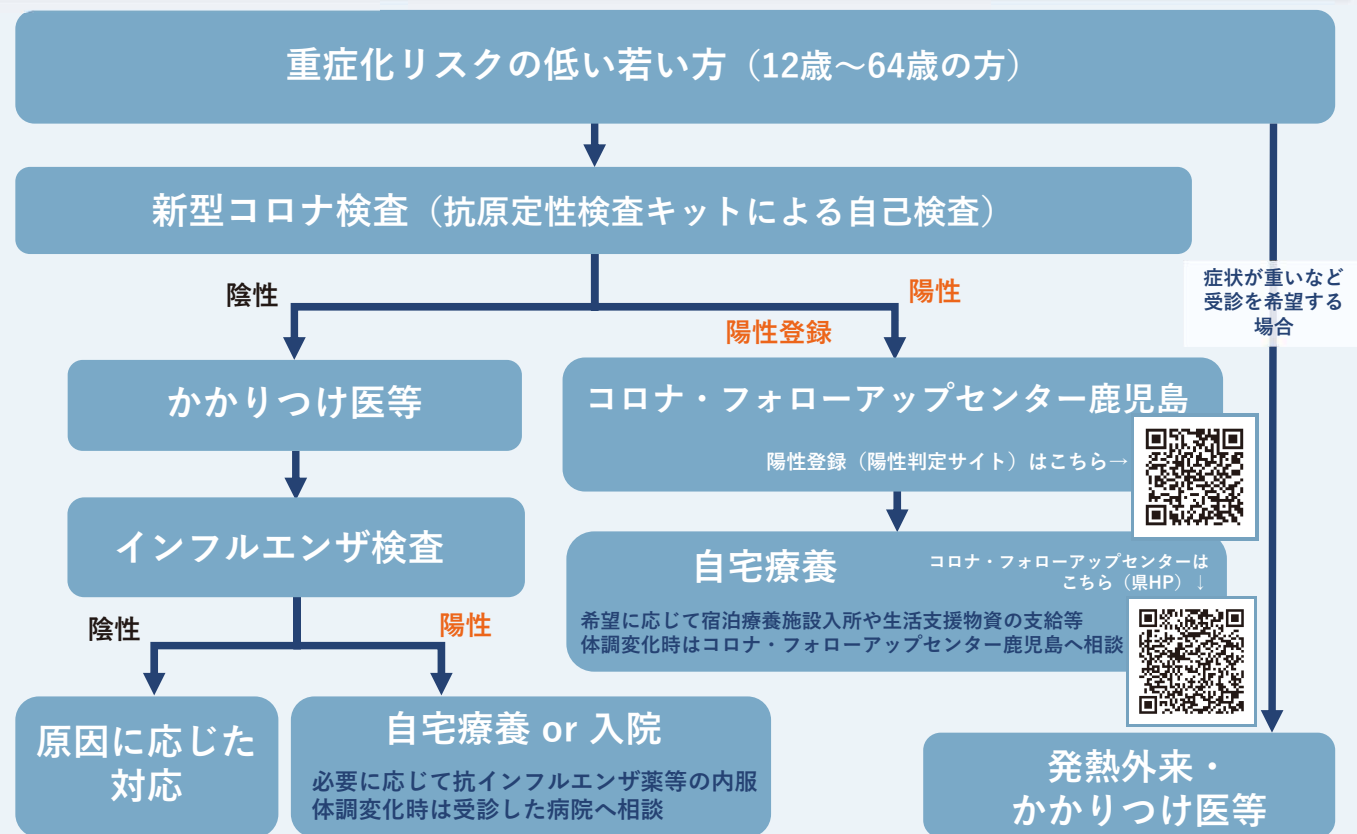 重症化リスクの低い若い方（12歳～64歳の方）
新型コロナ検査（抗原定性検査キットによる自己検査）
陰性
陽性
陽性登録
症状が重いなど
受診を希望する
場合
かかりつけ医等
コロナ・フォローアップセンター鹿児島
陽性登録（陽性判定サイト）はこちら→
インフルエンザ検査
自宅療養
コロナ・フォローアップセンターは
こちら（県HP）↓
希望に応じて宿泊療養施設入所や生活支援物資の支給等
体調変化時はコロナ・フォローアップセンター鹿児島へ相談
陰性
陽性
原因に応じた
対応
自宅療養 or 入院
必要に応じて抗インフルエンザ薬等の内服
体調変化時は受診した病院へ相談
発熱外来・
かかりつけ医等